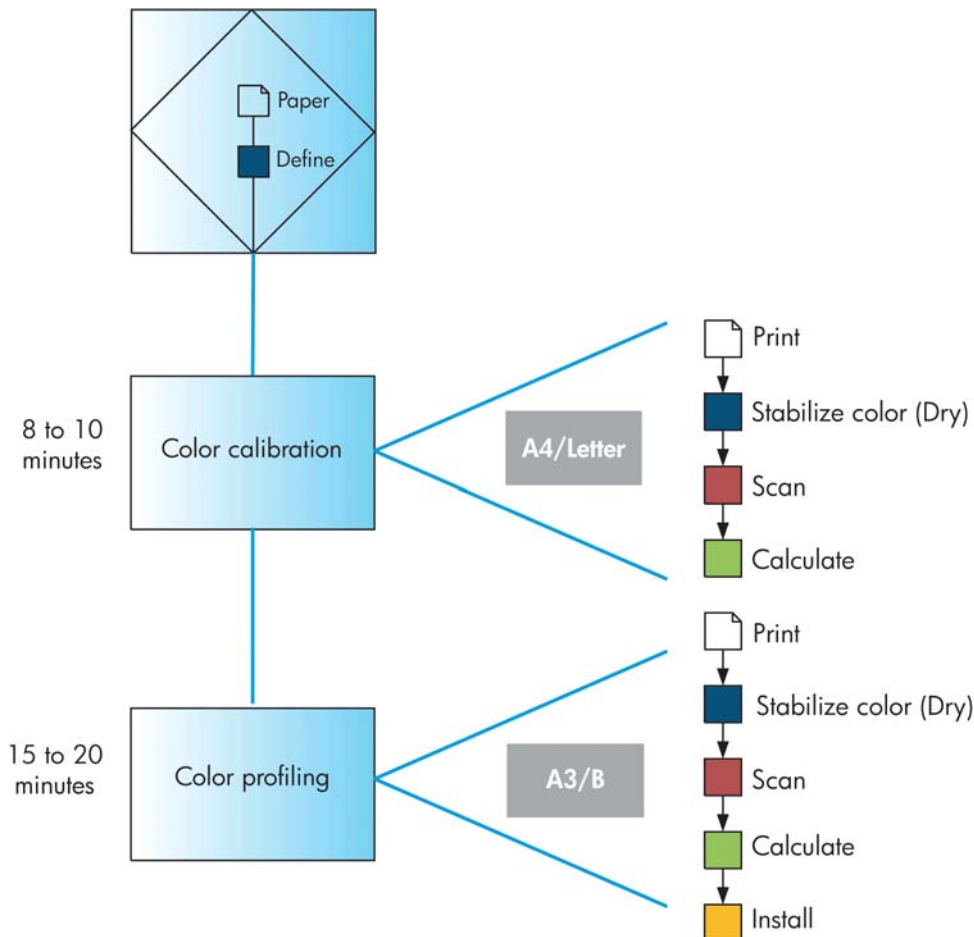 Paper
Define
8 to 10
minutes
Color calibration
A4/Letter
Print
Stabilize color (Dry)
Scan
Calculate
15 to 20
minutes
Color profiling
A3/B
Print
Stabilize color (Dry)
Scan
Calculate
Install